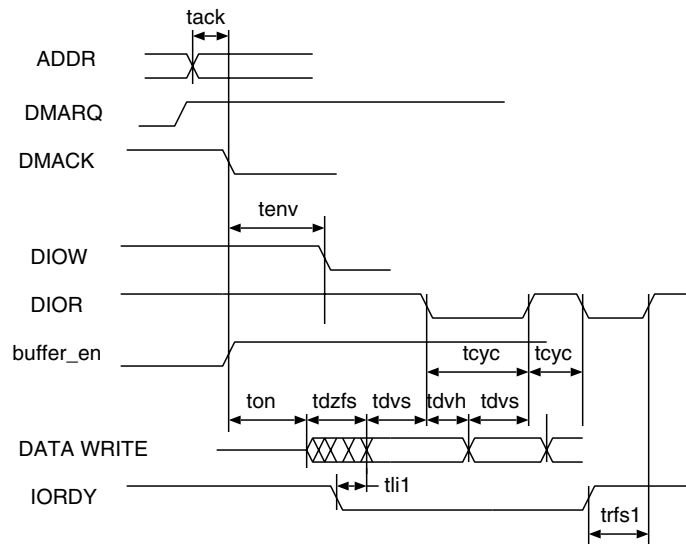 tack
ADDR
DMARQ
DMACK
tenv
DIOW
DIOR
buffer_en
tcyc tcyc
ton tdzfs tdvs tdvh tdvs
DATA WRITE
tli1
IORDY
trfs1